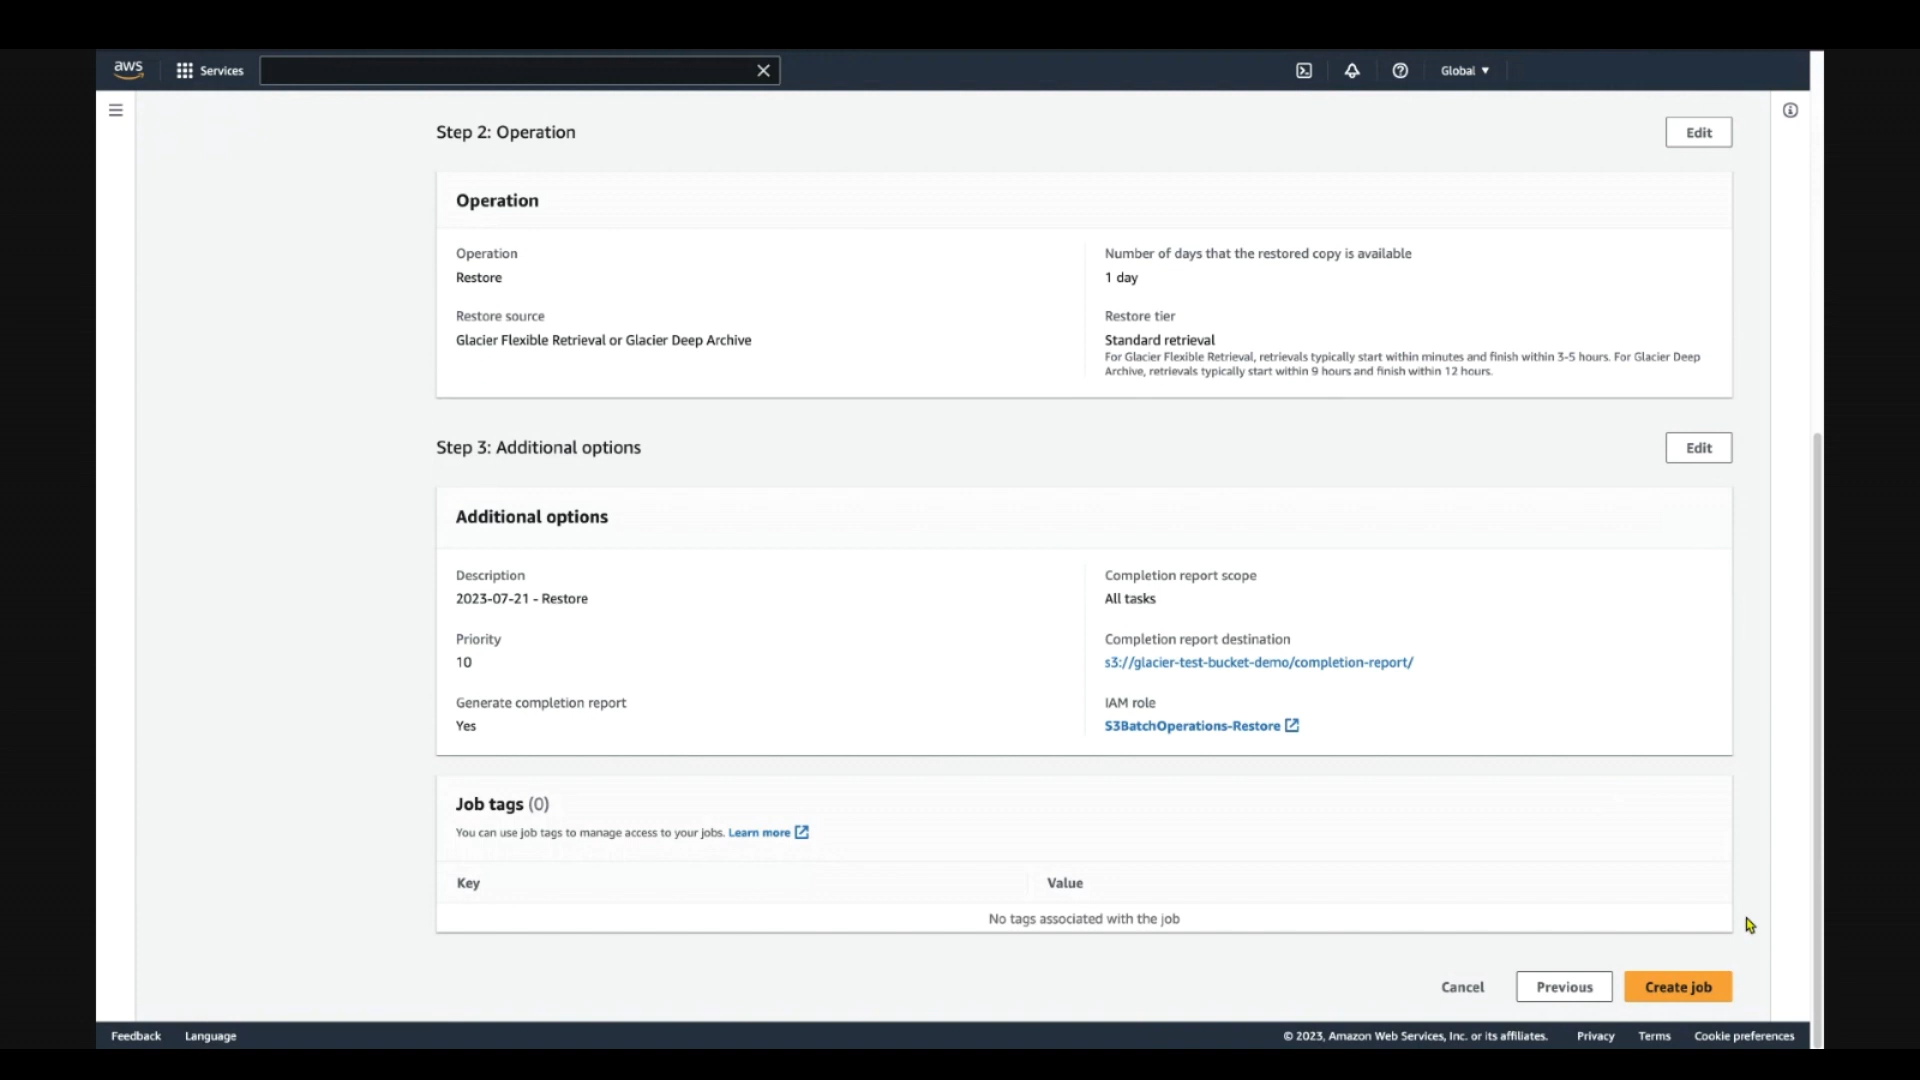 aws
Services
Global
Step 2: Operation
Edit
Operation
Operation
Restore
Restore source
Glacier Flexible Retrieval or Glacier Deep Archive
Number of days that the restored copy is available
1 day
Restore tier
Standard retrieval
For Glacier Flexible Retrieval, retrievals typically start within minutes and finish within 3-5 hours. For Glacier Deep
Archive, retrievals typically start within 9 hours and finish within 12 hours.
Step 3: Additional options
Edit
Additional options
Description
2023-07-21 - Restore
Priority
10
Generate completion report
Yes
Completion report scope
All tasks
Completion report destination
s3://glacier-test-bucket-demo/completion-report/
IAM role
S3BatchOperations-Restore
Job tags (0)
You can use job tags to manage access to your jobs. Learn more
Key Value
No tags associated with the job
Cancel Previous Create job
Feedback Language © 2023, Amazon Web Services, Inc. or its affiliates. Privacy Terms Cookie preferences